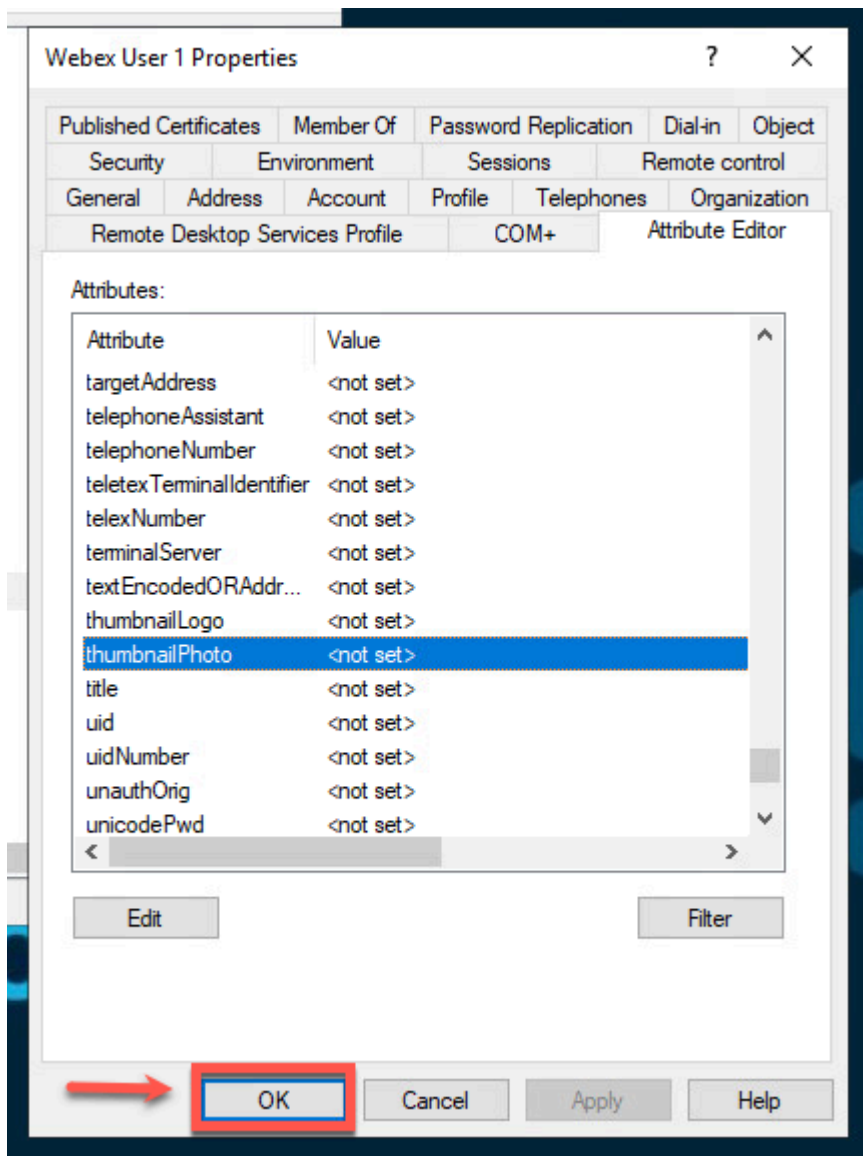 Webex User 1 Properties ?
Published Certificates Member Of Password Replication Dial-in Object
Security Environment Sessions Remote control
General Address Account Profile Telephones Organization
Remote Desktop Services Profile COM+ Attribute Editor
Attributes:
Attribute Value
targetAddress <not set>
telephoneAssistant <not set>
telephoneNumber <not set>
teletexTerminalIdentifier <not set>
telexNumber <not set>
terminalServer <not set>
textEncodedORAddr... <not set>
thumbnailLogo <not set>
thumbnailPhoto <not set>
title <not set>
uid <not set>
uidNumber <not set>
unauthOrig <not set>
unicodePwd <not set>
Edit Filter
OK Cancel Apply Help